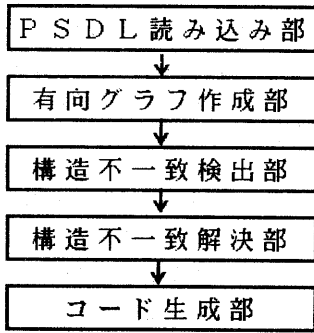 ＰＳＤＬ読み込み部
有向グラフ作成部
構造不一致検出部
構造不一致解決部
コード生成部